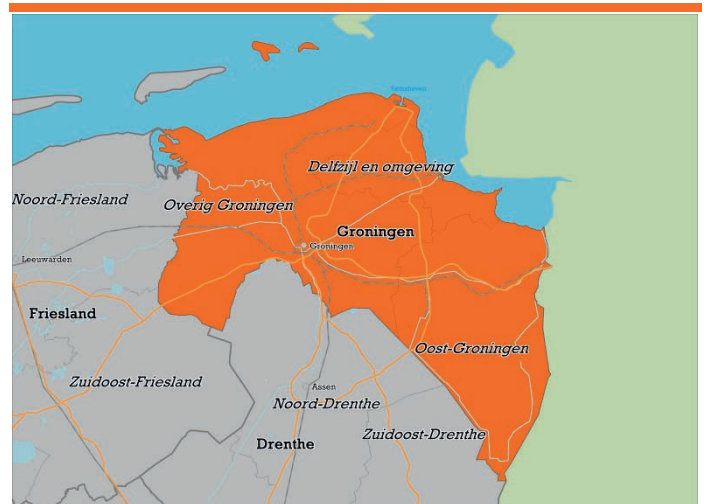 Delfzijl en omgeving
Noord-Friesland
Overig Groningen
Groningen
Groningen
Leeuwarden
Friesland
Oost-Groningen
Zuidoost-Friesland
Assen
Noord-Drenthe
Zuidoost-Drenthe
Drenthe